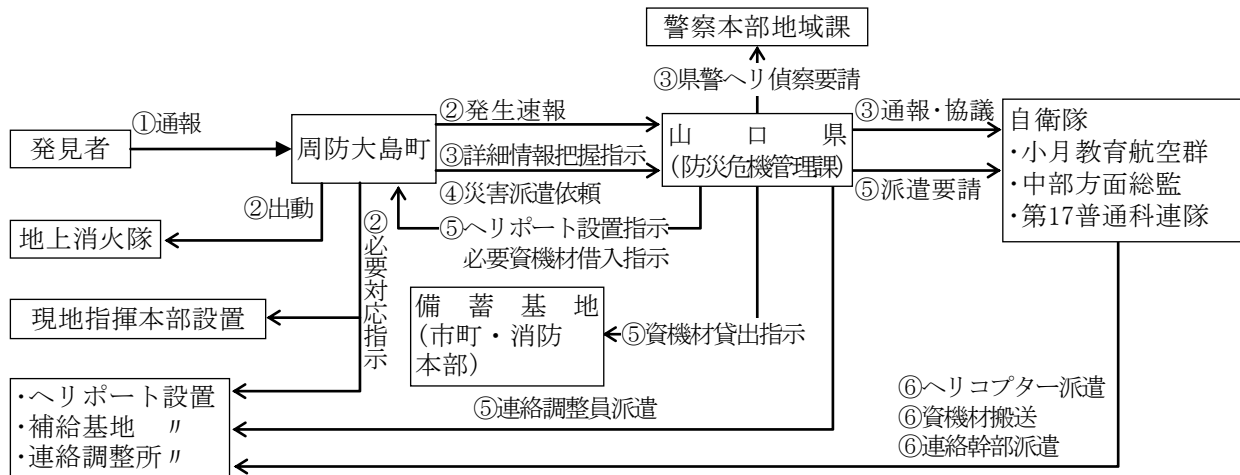 警察本部地域課
③県警ヘリ偵察要請
①通報
発見者
周防大島町
②発生速報
③詳細情報把握指示
④災害派遣依頼
山口県
(防災危機管理課)
③通報・協議
⑤派遣要請
自衛隊
・小月教育航空群
・中部方面総監
・第17普通科連隊
②出動
地上消火隊
②必要対応指示
⑤ヘリポート設置指示
必要資機材借入指示
現地指揮本部設置
備蓄基地
(市町・消防
本部)
⑤資機材貸出指示
・ヘリポート設置
・補給基地 〃
・連絡調整所〃
⑤連絡調整員派遣
⑥ヘリコプター派遣
⑥資機材搬送
⑥連絡幹部派遣